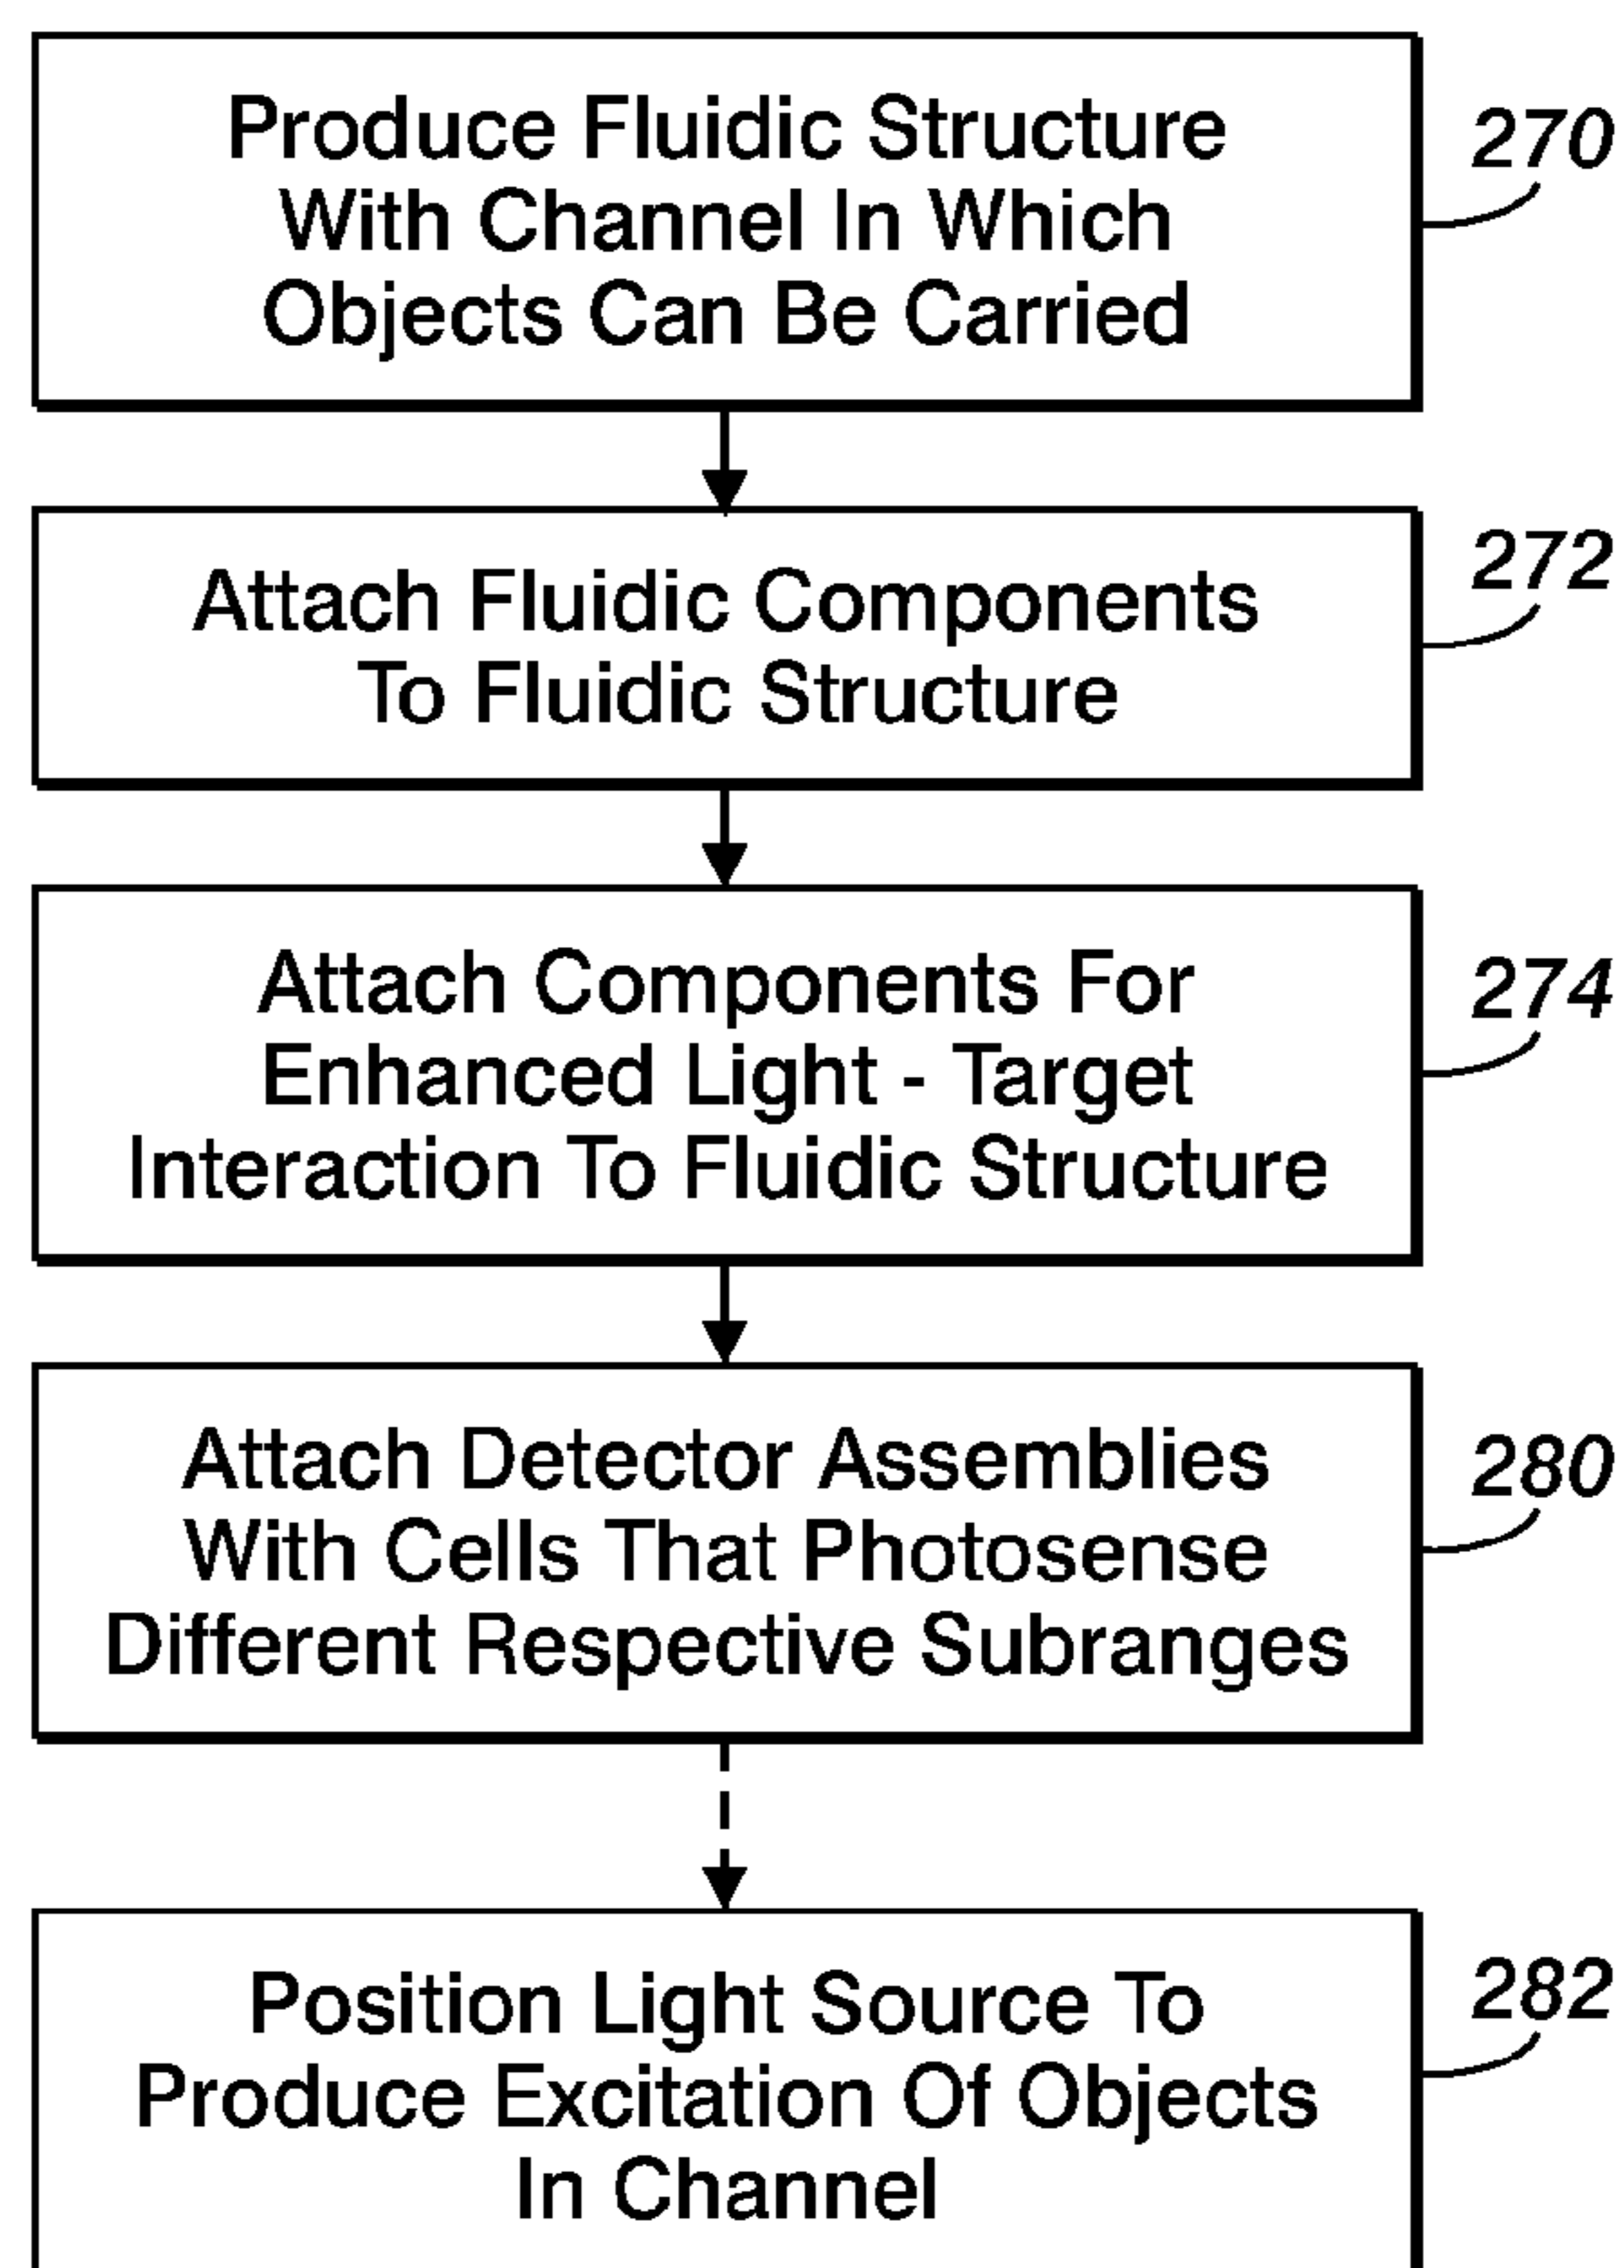 Produce Fluidic Structure
With Channel In Which
Objects Can Be Carried
270
Attach Fluidic Components
To Fluidic Structure
272
Attach Components For
Enhanced Light - Target
Interaction To Fluidic Structure
274
Attach Detector Assemblies
With Cells That Photosense
Different Respective Subranges
280
Position Light Source To
Produce Excitation Of Objects
In Channel
282